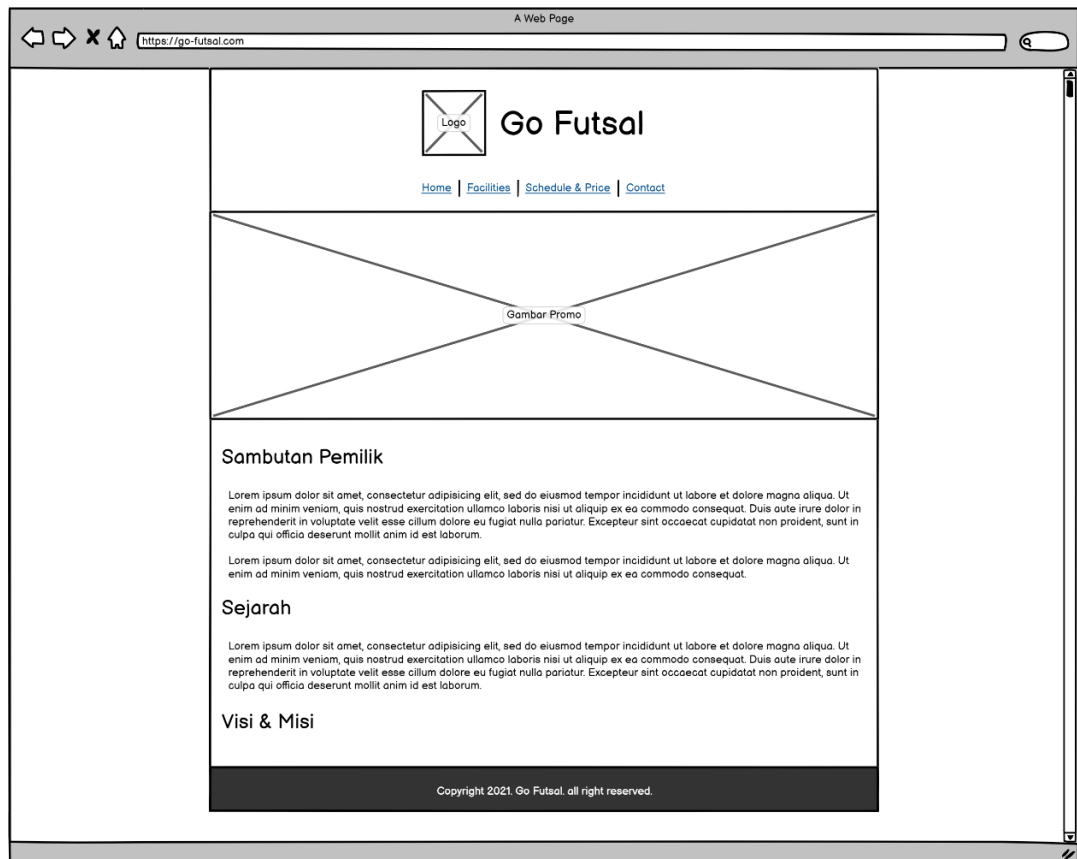 A Web Page
https://go-futsal.com
Logo
Go Futsal
Home | Facilities | Schedule & Price | Contact
Gambar Promo
Sambutan Pemilik
Lorem ipsum dolor sit amet, consectetur adipisicing elit, sed do eiusmod tempor incididunt ut labore et dolore magna aliqua. Ut
enim ad minim veniam, quis nostrud exercitation ullamco laboris nisi ut aliquip ex ea commodo consequat. Duis aute irure dolor in
reprehenderit in voluptate velit esse cillum dolore eu fugiat nulla pariatur. Excepteur sint occaecat cupidatat non proident, sunt in
culpa qui officia deserunt mollit anim id est laborum.
Lorem ipsum dolor sit amet, consectetur adipisicing elit, sed do eiusmod tempor incididunt ut labore et dolore magna aliqua. Ut
enim ad minim veniam, quis nostrud exercitation ullamco laboris nisi ut aliquip ex ea commodo consequat.
Sejarah
Lorem ipsum dolor sit amet, consectetur adipisicing elit, sed do eiusmod tempor incididunt ut labore et dolore magna aliqua. Ut
enim ad minim veniam, quis nostrud exercitation ullamco laboris nisi ut aliquip ex ea commodo consequat. Duis aute irure dolor in
reprehenderit in voluptate velit esse cillum dolore eu fugiat nulla pariatur. Excepteur sint occaecat cupidatat non proident, sunt in
culpa qui officia deserunt mollit anim id est laborum.
Visi & Misi
Copyright 2021. Go Futsal. all right reserved.